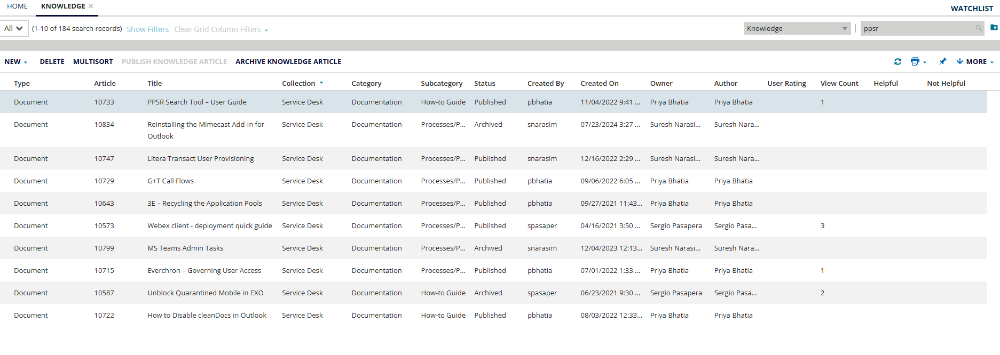 HOME KNOWLEDGE ×
WATCHLIST
All (1-10 of 184 search records) Show Filters Clear Grid Column Filters Knowledge ppsr
NEW DELETE MULTISORT PUBLISH KNOWLEDGE ARTICLE ARCHIVE KNOWLEDGE ARTICLE MORE
Type Article Title Collection Category Subcategory Status Created By Created On Owner Author User Rating View Count Helpful Not Helpful
Document 10733 PPSR Search Tool – User Guide Service Desk Documentation How-to Guide Published pbhatia 11/04/2022 9:41 ... Priya Bhatia Priya Bhatia 1
Document 10834 Reinstalling the Mimecast Add-In for Service Desk Documentation Processes/P... Archived snarasim 07/23/2024 3:27 ... Suresh Narasi... Suresh Nara...
Outlook
Document 10747 Litera Transact User Provisioning Service Desk Documentation Processes/P... Published snarasim 12/16/2022 2:29 ... Suresh Narasi... Suresh Nara...
Document 10729 G+T Call Flows Service Desk Documentation Processes/P... Published pbhatia 09/06/2022 6:05 ... Priya Bhatia Priya Bhatia
Document 10643 3E – Recycling the Application Pools Service Desk Documentation Processes/P... Published pbhatia 09/27/2021 11:43... Priya Bhatia Priya Bhatia
Document 10573 Webex client - deployment quick guide Service Desk Documentation Processes/P... Published spasaper 04/16/2021 3:50 ... Sergio Pasapera Sergio Pasa... 3
Document 10799 MS Teams Admin Tasks Service Desk Documentation Processes/P... Archived snarasim 12/04/2023 12:13... Suresh Narasi... Suresh Nara...
Document 10715 Everchron – Governing User Access Service Desk Documentation Processes/P... Published pbhatia 07/01/2022 1:33 ... Priya Bhatia Priya Bhatia 1
Document 10587 Unblock Quarantined Mobile in EXO Service Desk Documentation How-to Guide Archived spasaper 06/23/2021 9:30 ... Sergio Pasapera Sergio Pasa... 2
Document 10722 How to Disable cleanDocs in Outlook Service Desk Documentation How-to Guide Published pbhatia 08/03/2022 12:33... Priya Bhatia Priya Bhatia